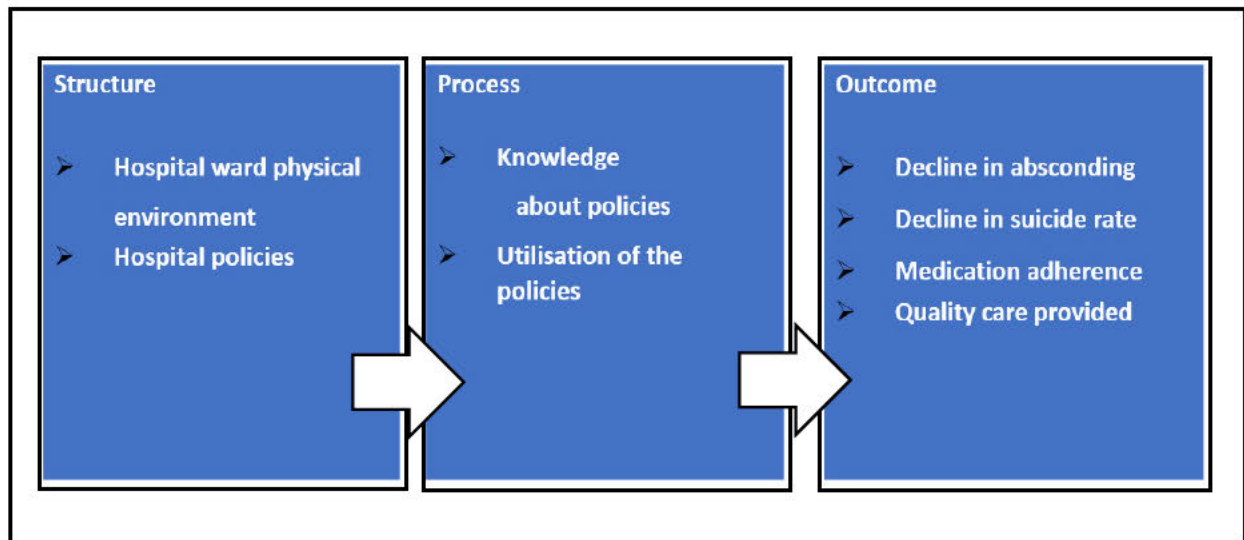 Structure
➢ Hospital ward physical
environment
➢ Hospital policies
Process
➢ Knowledge
about policies
➢ Utilisation of the
policies
Outcome
➢ Decline in absconding
➢ Decline in suicide rate
➢ Medication adherence
➢ Quality care provided